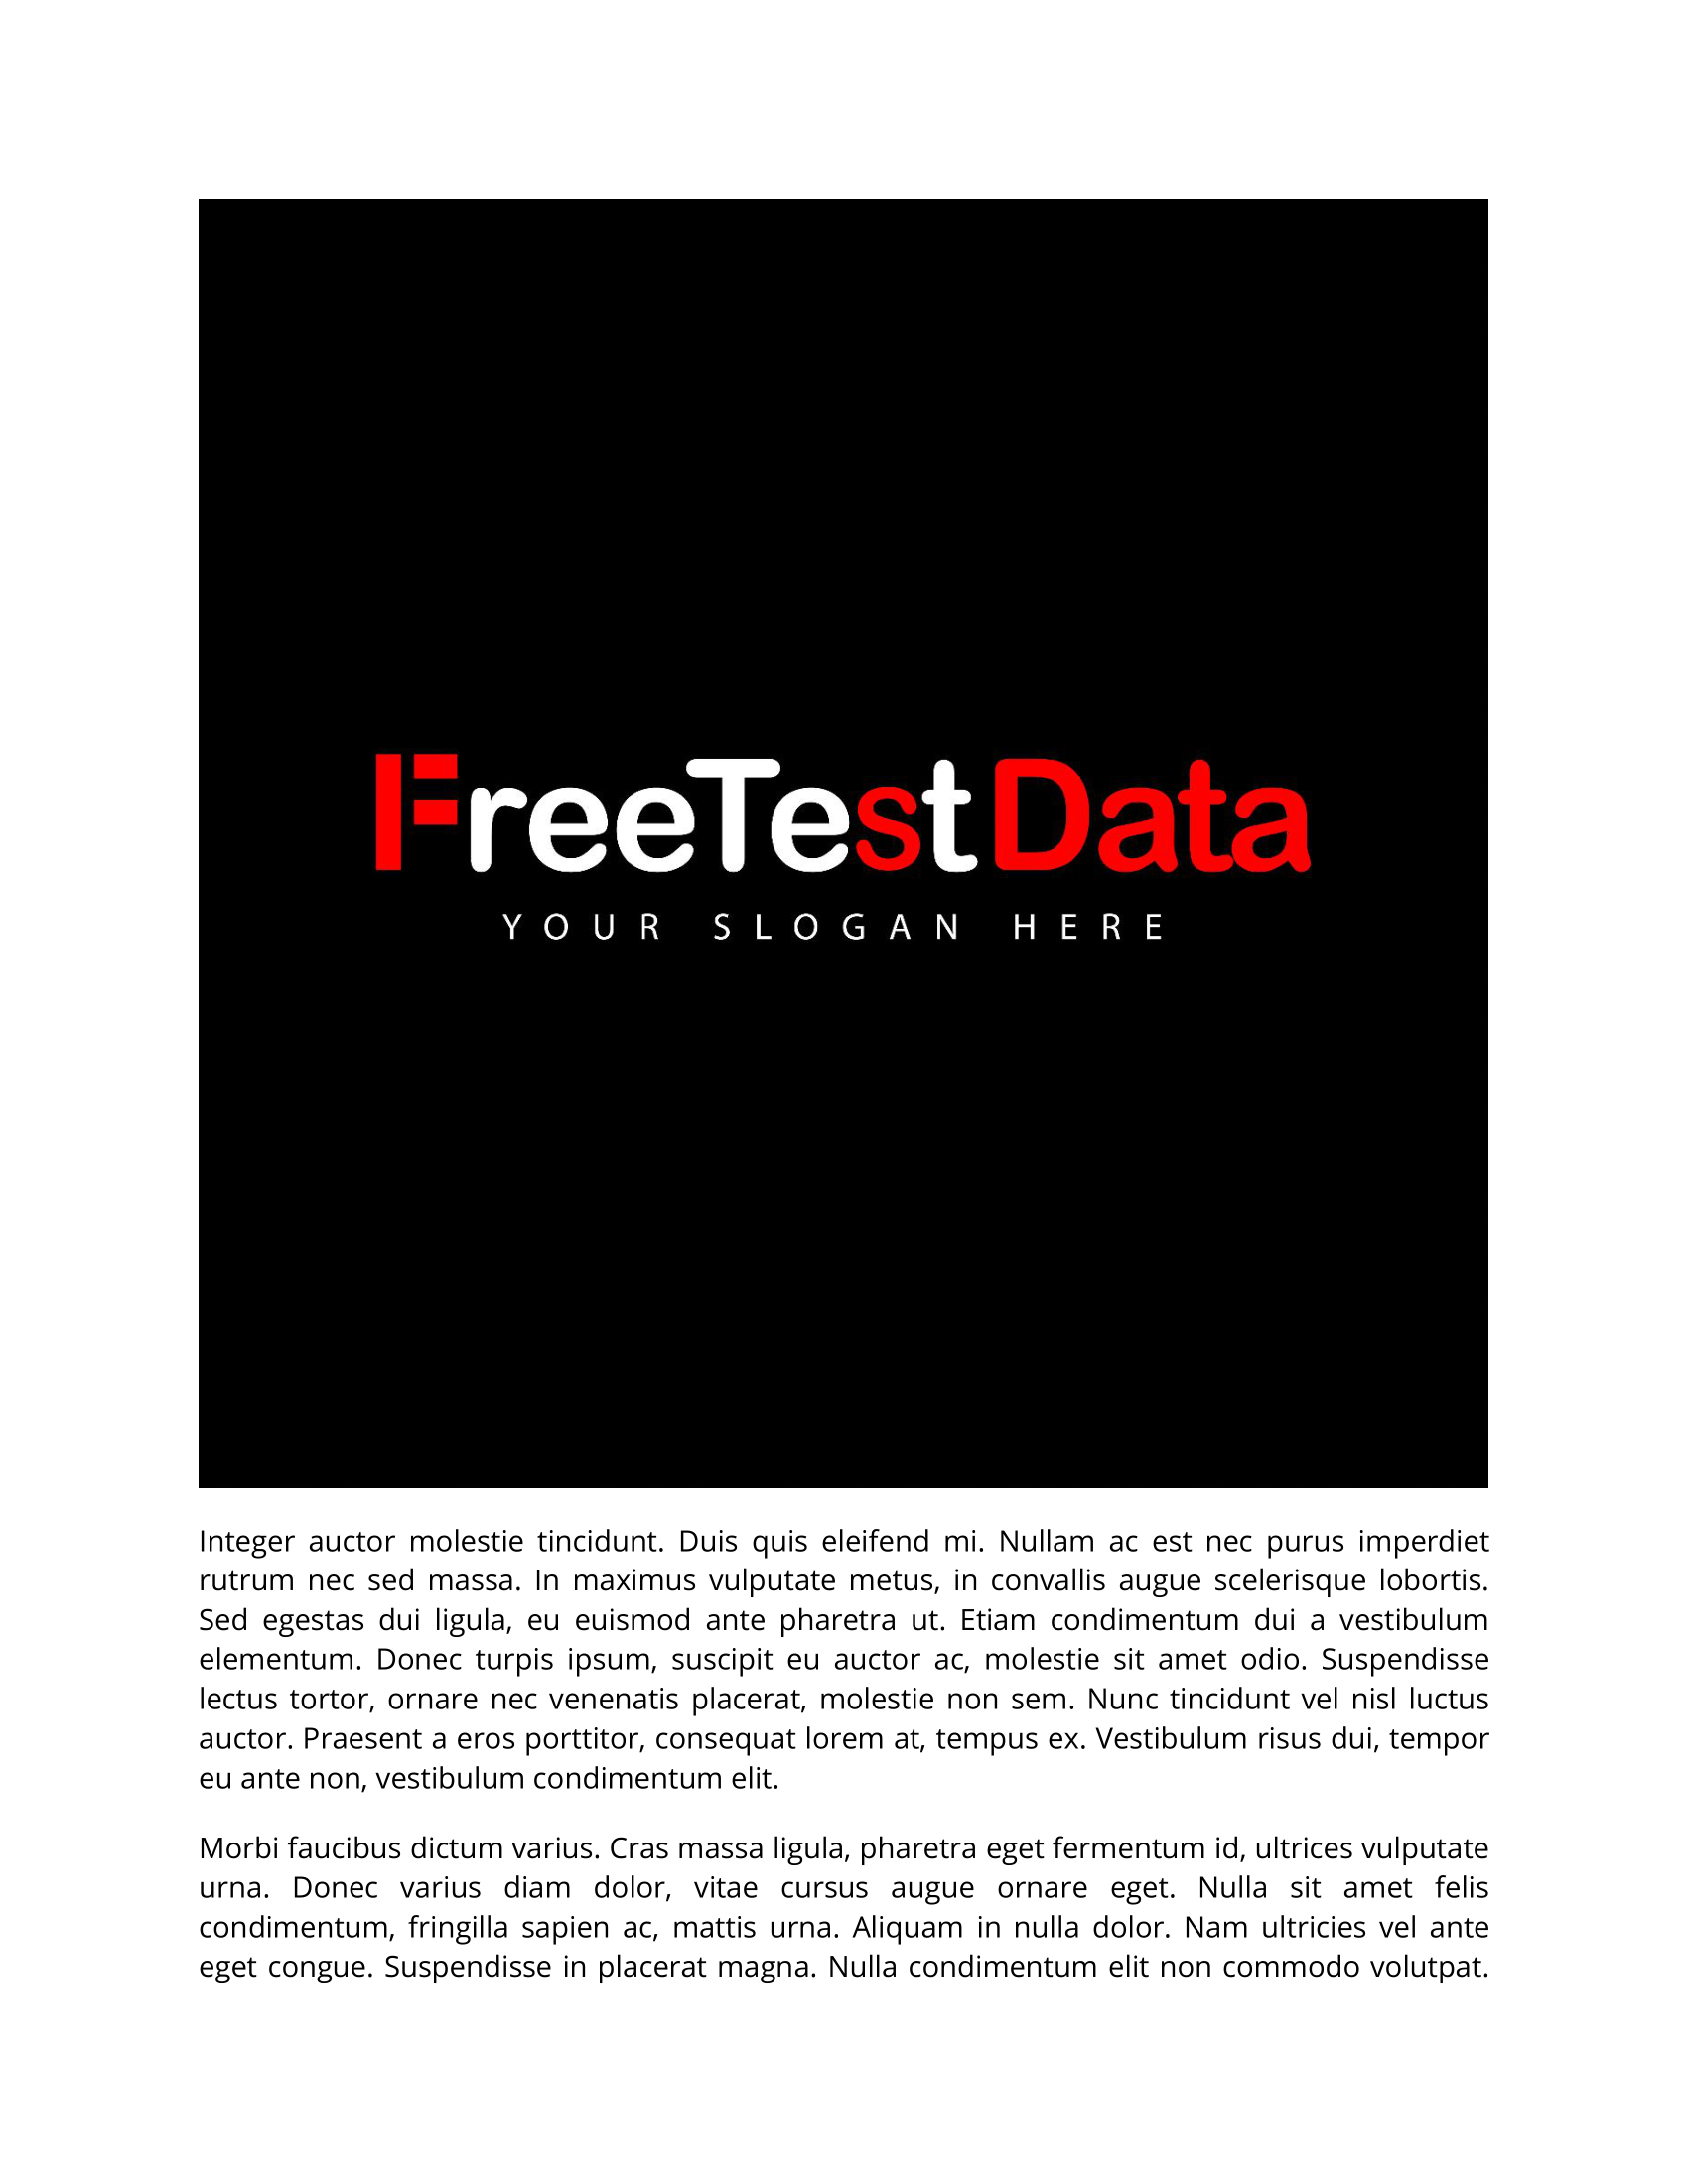 FreeTestData
YOUR SLOGAN HERE
Integer auctor molestie tincidunt. Duis quis eleifend mi. Nullam ac est nec purus imperdiet
rutrum nec sed massa. In maximus vulputate metus, in convallis augue scelerisque lobortis.
Sed egestas dui ligula, eu euismod ante pharetra ut. Etiam condimentum dui a vestibulum
elementum. Donec turpis ipsum, suscipit eu auctor ac, molestie sit amet odio. Suspendisse
lectus tortor, ornare nec venenatis placerat, molestie non sem. Nunc tincidunt vel nisl luctus
auctor. Praesent a eros porttitor, consequat lorem at, tempus ex. Vestibulum risus dui, tempor
eu ante non, vestibulum condimentum elit.
Morbi faucibus dictum varius. Cras massa ligula, pharetra eget fermentum id, ultrices vulputate
urna. Donec varius diam dolor, vitae cursus augue ornare eget. Nulla sit amet felis
condimentum, fringilla sapien ac, mattis urna. Aliquam in nulla dolor. Nam ultricies vel ante
eget congue. Suspendisse in placerat magna. Nulla condimentum elit non commodo volutpat.